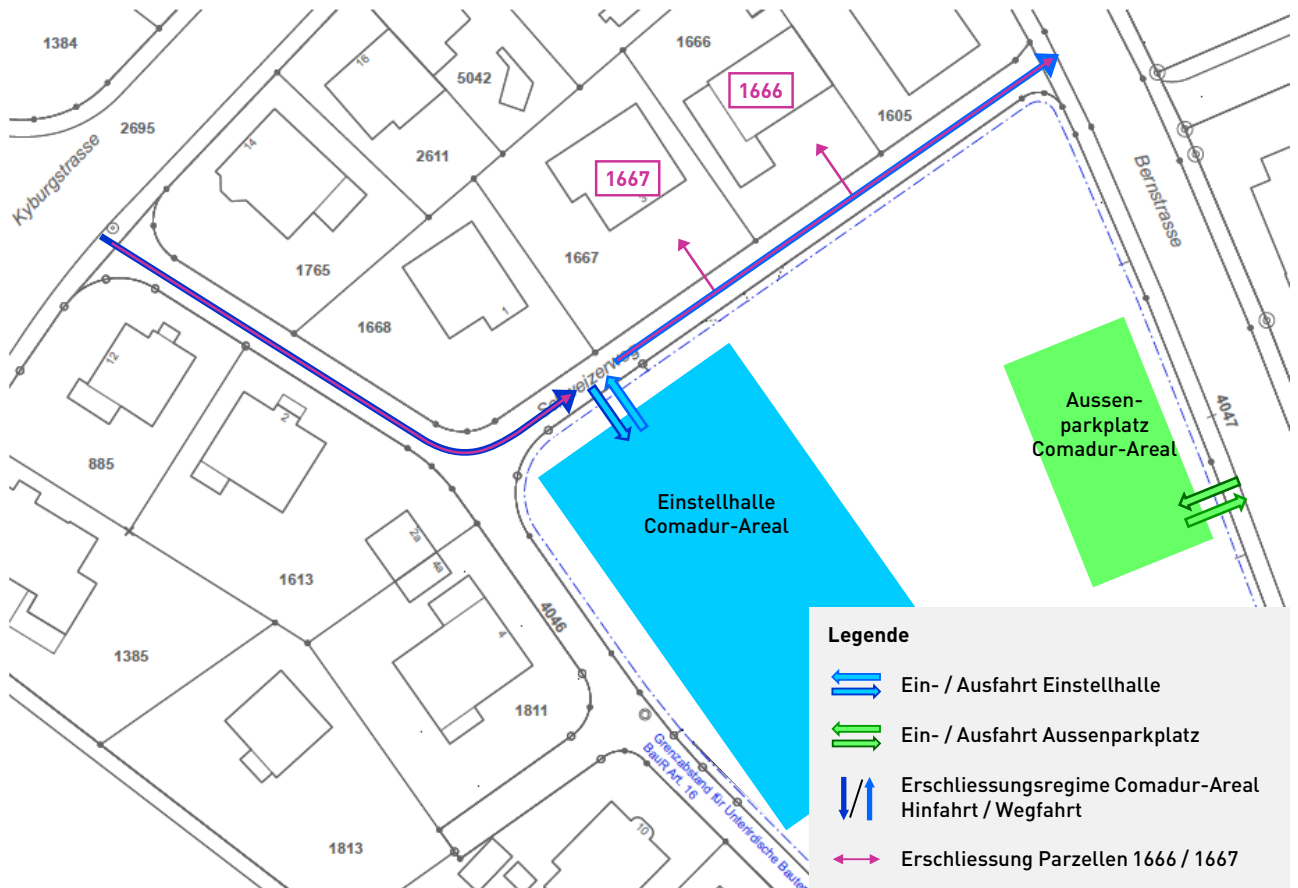 1384
16
5042
1666
1666
1605
2695
Kyburgstrasse
14
2611
1667
5
Bernstrasse
1765
1667
1668
1
12
2
885
Aussen-
parkplatz
Comadur-Areal
4047
Einstellhalle
Comadur-Areal
2a
4a
1613
4046
4
1385
1811
Grenzabstand für Unterirdische Bauten
BauR Art. 16
10
1813
Legende
Ein- / Ausfahrt Einstellhalle
Ein- / Ausfahrt Aussenparkplatz
Erschliessungsregime Comadur-Areal
Hinfahrt / Wegfahrt
Erschliessung Parzellen 1666 / 1667